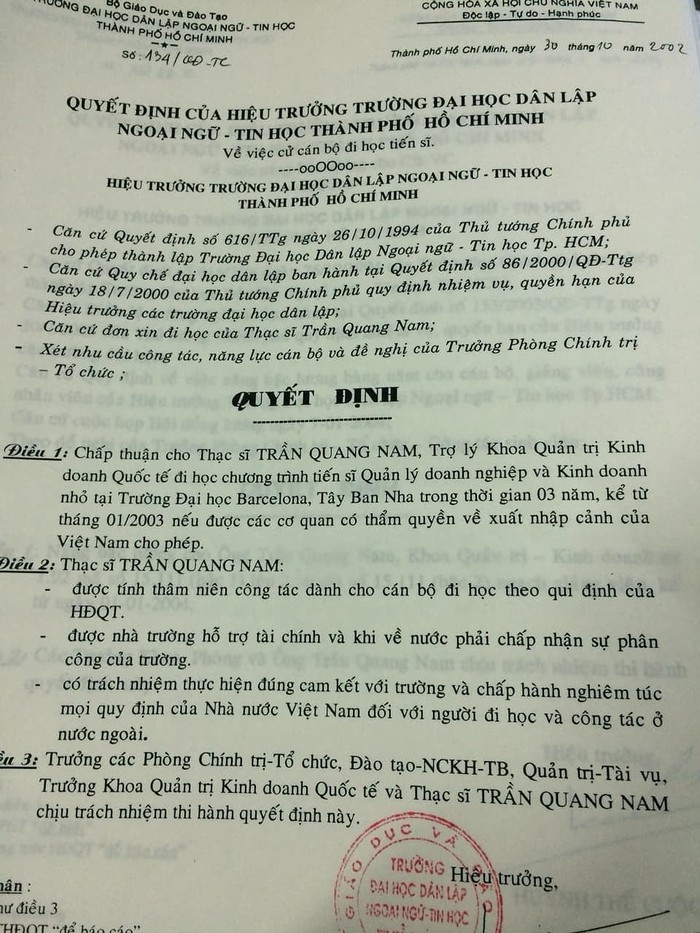 Bộ Giáo Dục và Đào Tạo
TRƯỜNG ĐẠI HỌC DÂN LẬP NGOẠI NGỮ - TIN HỌC
THÀNH PHỐ HỒ CHÍ MINH
Số: 134/QĐ-TC
CỘNG HÒA XÃ HỘI CHỦ NGHĨA VIỆT NAM
Độc lập - Tự do - Hạnh phúc
Thành phố Hồ Chí Minh, ngày 30 tháng 10 năm 2002
QUYẾT ĐỊNH CỦA HIỆU TRƯỞNG TRƯỜNG ĐẠI HỌC DÂN LẬP
NGOẠI NGỮ - TIN HỌC THÀNH PHỐ HỒ CHÍ MINH
Về việc cử cán bộ đi học tiến sĩ.
----ooOOoo----
HIỆU TRƯỞNG TRƯỜNG ĐẠI HỌC DÂN LẬP NGOẠI NGỮ - TIN HỌC
THÀNH PHỐ HỒ CHÍ MINH
- Căn cứ Quyết định số 616/TTg ngày 26/10/1994 của Thủ tướng Chính phủ
cho phép thành lập Trường Đại học Dân lập Ngoại ngữ - Tin học Tp. HCM;
- Căn cứ Quy chế đại học dân lập ban hành tại Quyết định số 86/2000/QĐ-Ttg
ngày 18/7/2000 của Thủ tướng Chính phủ quy định nhiệm vụ, quyền hạn của
Hiệu trưởng các trường đại học dân lập;
- Căn cứ đơn xin đi học của Thạc sĩ Trần Quang Nam;
- Xét nhu cầu công tác, năng lực cán bộ và đề nghị của Trưởng Phòng Chính trị
– Tổ chức ;
QUYẾT ĐỊNH
Điều 1: Chấp thuận cho Thạc sĩ TRẦN QUANG NAM, Trợ lý Khoa Quản trị Kinh
doanh Quốc tế đi học chương trình tiến sĩ Quản lý doanh nghiệp và Kinh doanh
nhỏ tại Trường Đại học Barcelona, Tây Ban Nha trong thời gian 03 năm, kể từ
tháng 01/2003 nếu được các cơ quan có thẩm quyền về xuất nhập cảnh của
Việt Nam cho phép.
Điều 2: Thạc sĩ TRẦN QUANG NAM:
- được tính thâm niên công tác dành cho cán bộ đi học theo qui định của
HĐQT.
- được nhà trường hỗ trợ tài chính và khi về nước phải chấp nhận sự phân
công của trường.
- có trách nhiệm thực hiện đúng cam kết với trường và chấp hành nghiêm túc
mọi quy định của Nhà nước Việt Nam đối với người đi học và công tác ở
nước ngoài.
ều 3: Trưởng các Phòng Chính trị-Tổ chức, Đào tạo-NCKH-TB, Quản trị-Tài vụ,
Trưởng Khoa Quản trị Kinh doanh Quốc tế và Thạc sĩ TRẦN QUANG NAM
chịu trách nhiệm thi hành quyết định này.
Hiệu trưởng,
GIÁO DỤC VÀ ĐÀO
TRƯỜNG
ĐẠI HỌC DÂN LẬP
NGOẠI NGỮ-TIN HỌC
hận :
hư điều 3
HĐQT "để báo cáo"